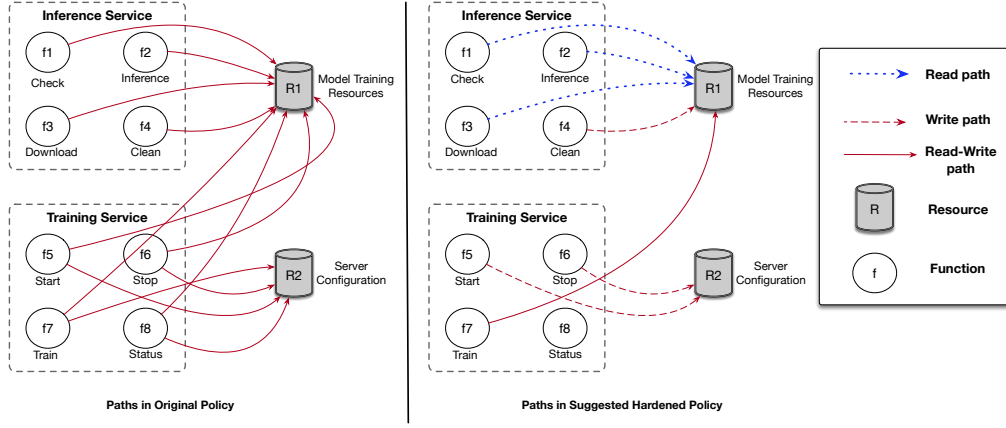 Inference Service
f1
Check
f2
Inference
f3
Download
f4
Clean
R1
Model Training
Resources
Training Service
f5
Start
f6
Stop
f7
Train
f8
Status
R2
Server
Configuration
Paths in Original Policy
Inference Service
f1
Check
f2
Inference
f3
Download
f4
Clean
R1
Model Training
Resources
Training Service
f5
Start
f6
Stop
f7
Train
f8
Status
R2
Server
Configuration
Paths in Suggested Hardened Policy
Read path
Write path
Read-Write
path
R
Resource
f
Function